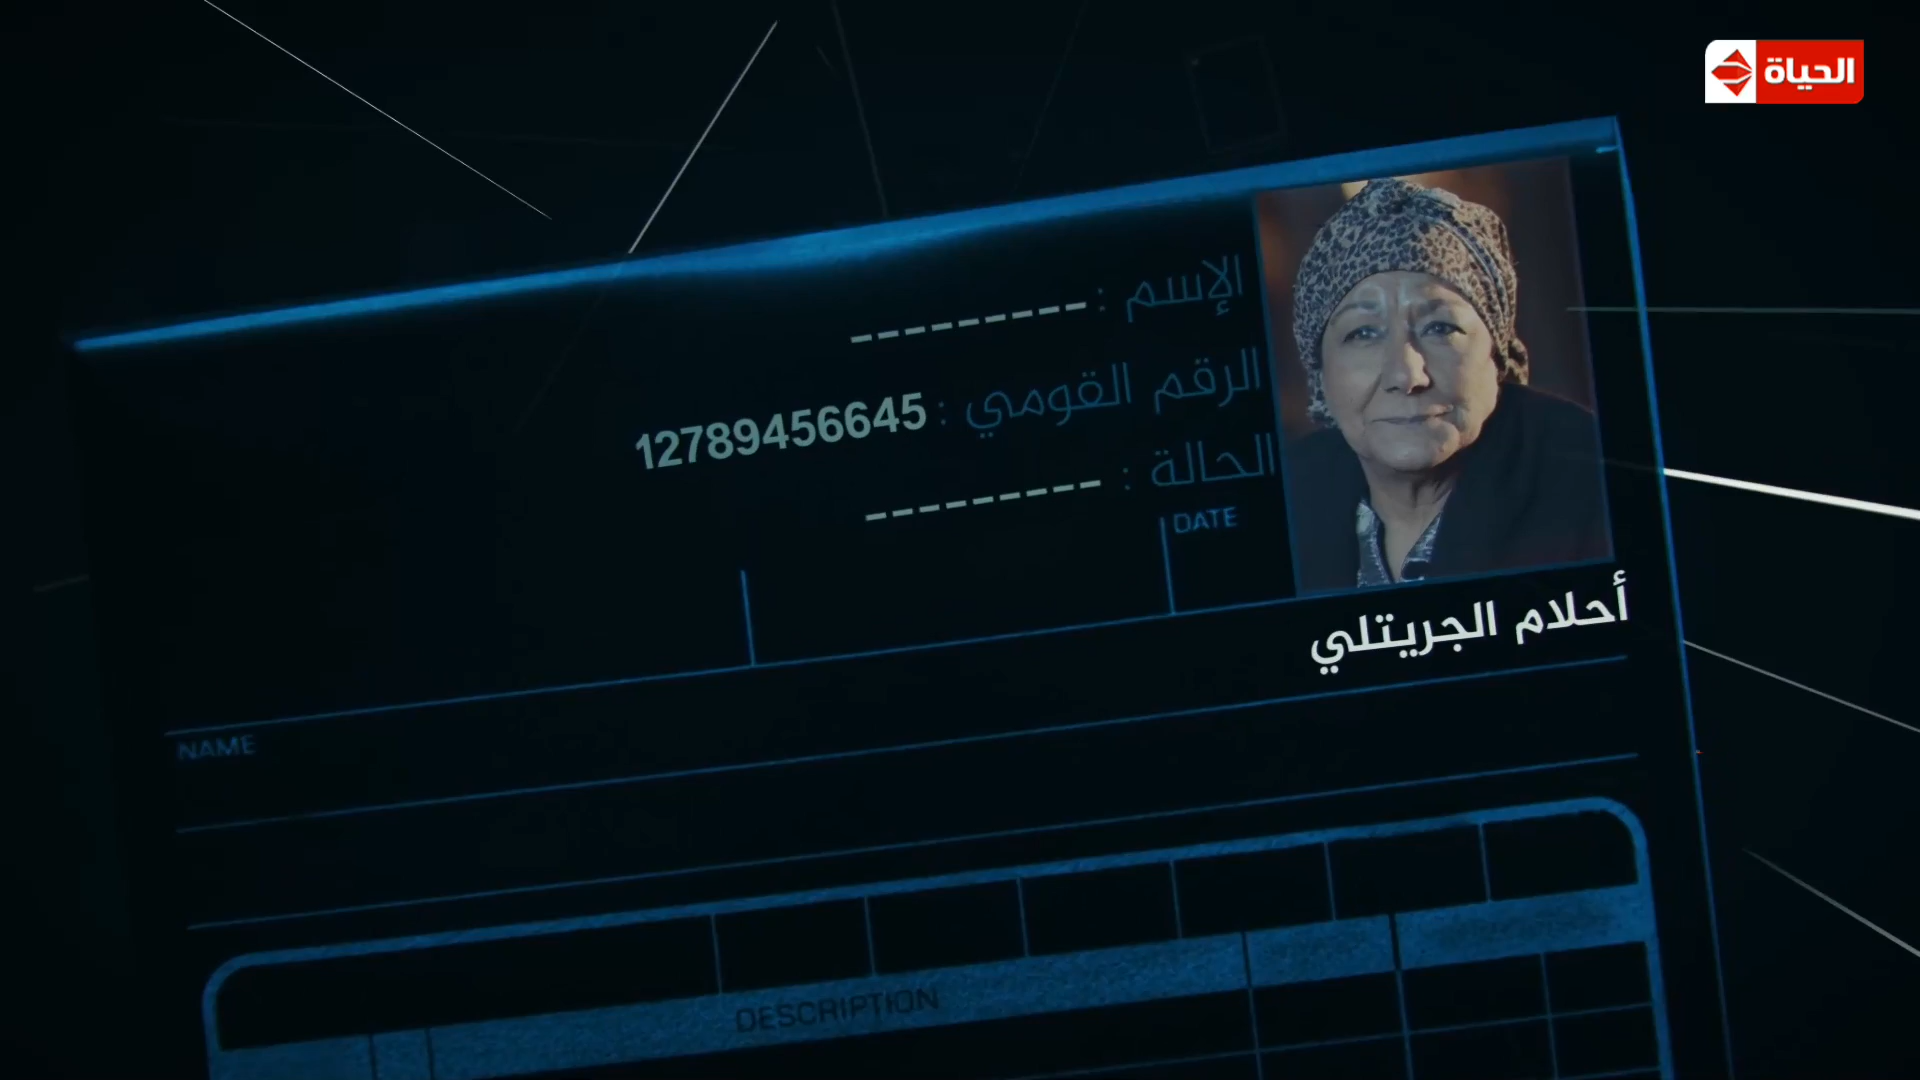 الحياة
الإسم : ---------
الرقم القومي : 12789456645
الحالة : ---------
DATE
أحلام الجريتلي
NAME
DESCRIPTION